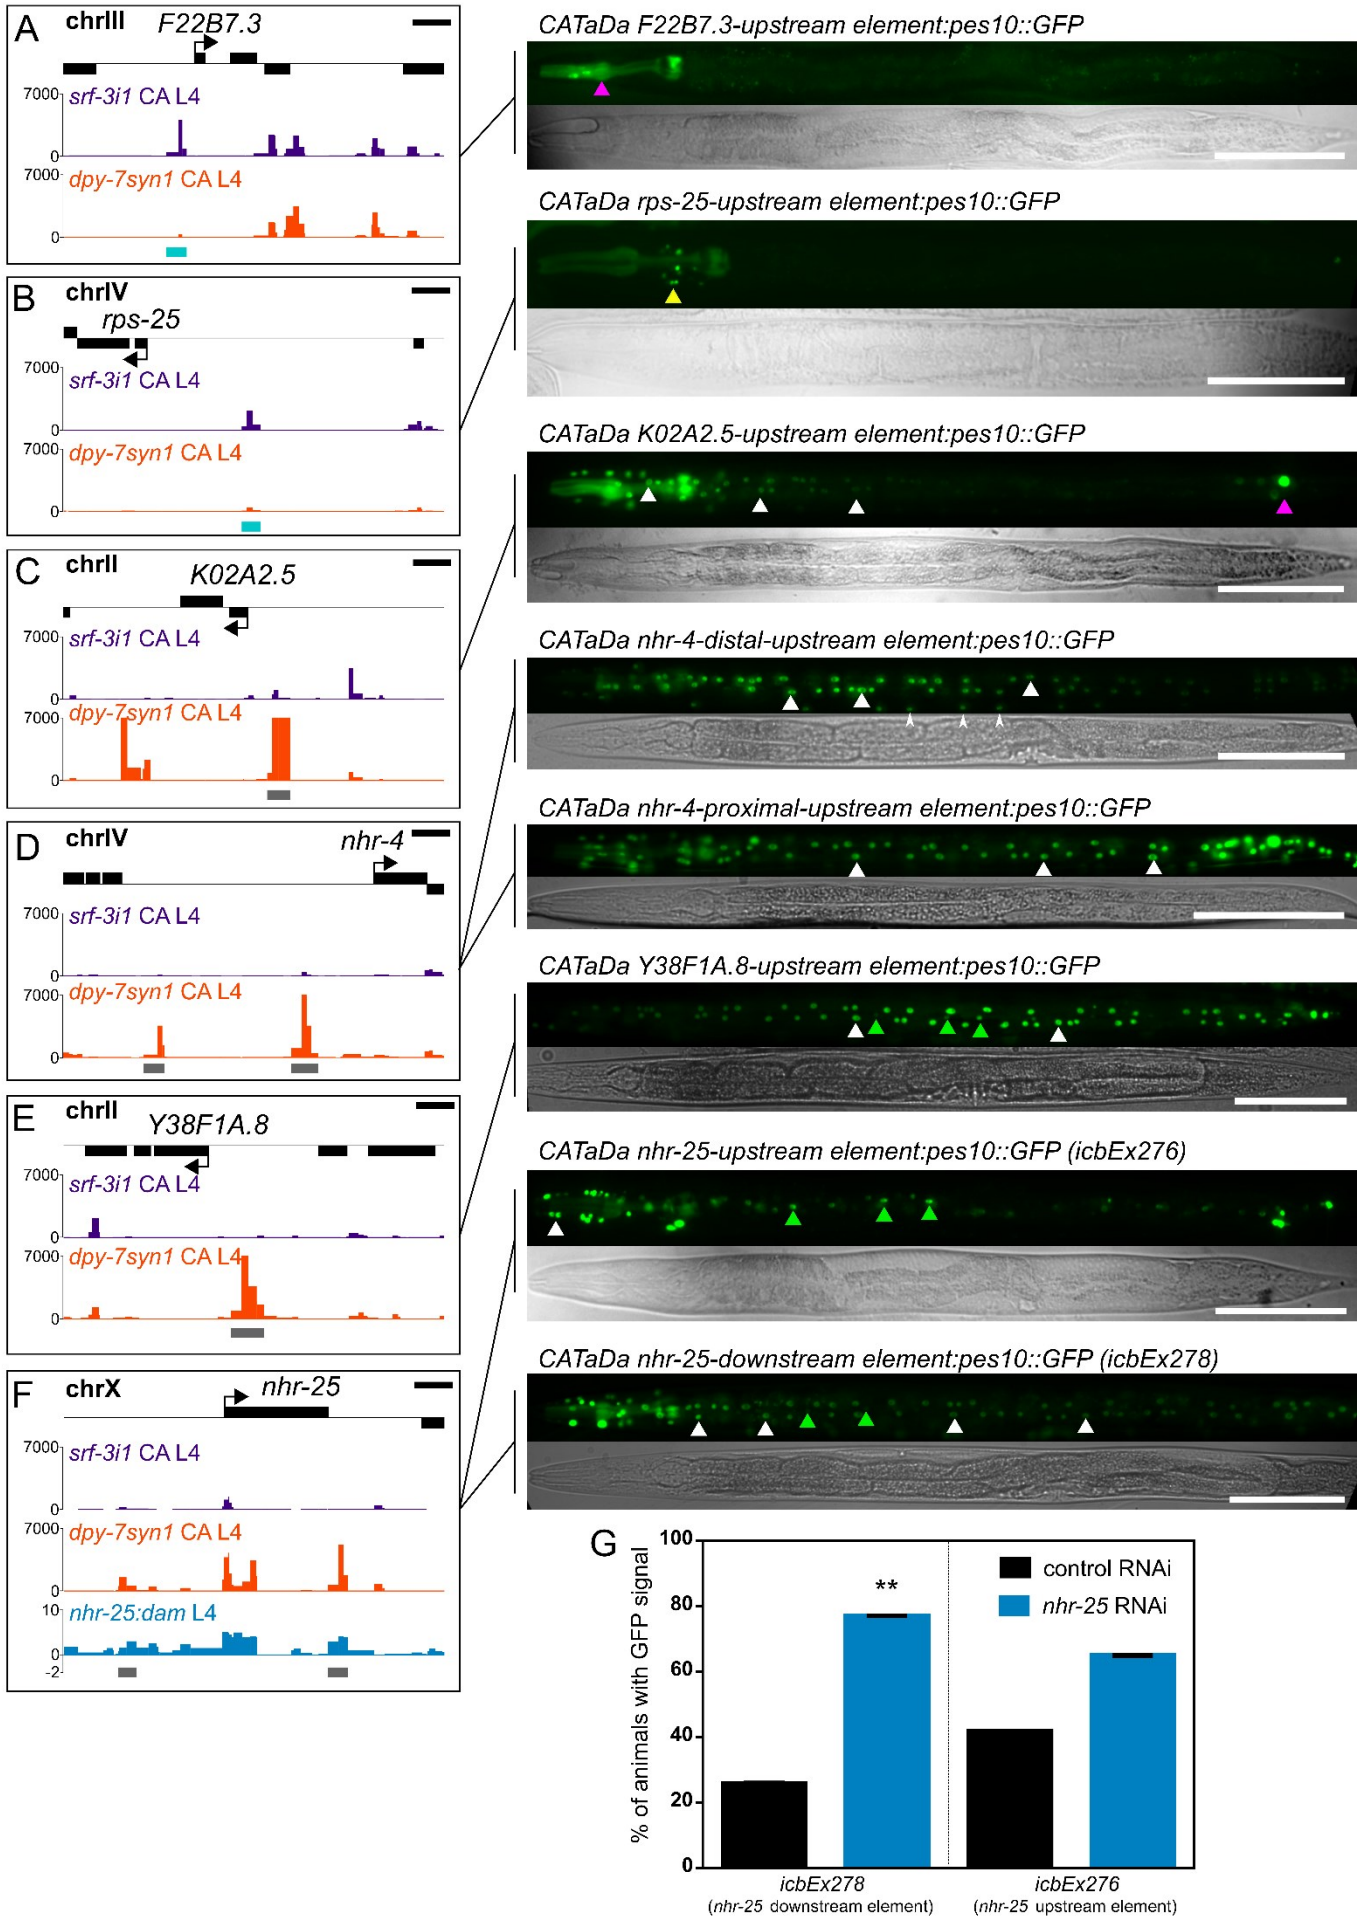 A chrIII F22B7.3
7000
srf-3i1 CA L4
0
7000
dpy-7syn1 CA L4
0
CATaDa F22B7.3-upstream element:pes10::GFP
B chrIV
rps-25
7000
srf-3i1 CA L4
0
7000
dpy-7syn1 CA L4
0
CATaDa rps-25-upstream element:pes10::GFP
C chrII
K02A2.5
7000
srf-3i1 CA L4
0
7000
dpy-7syn1 CA L4
0
CATaDa K02A2.5-upstream element:pes10::GFP
D chrIV
nhr-4
7000
srf-3i1 CA L4
0
7000
dpy-7syn1 CA L4
0
CATaDa nhr-4-distal-upstream element:pes10::GFP
CATaDa nhr-4-proximal-upstream element:pes10::GFP
E chrII
Y38F1A.8
7000
srf-3i1 CA L4
0
7000
dpy-7syn1 CA L4
0
CATaDa Y38F1A.8-upstream element:pes10::GFP
F chrX
nhr-25
7000
srf-3i1 CA L4
0
7000
dpy-7syn1 CA L4
0
10
nhr-25:dam L4
0
-2
CATaDa nhr-25-upstream element:pes10::GFP (icbEx276)
CATaDa nhr-25-downstream element:pes10::GFP (icbEx278)
G
% of animals with GFP signal
100
80
60
40
20
0
**
control RNAi
nhr-25 RNAi
icbEx278
(nhr-25 downstream element)
icbEx276
(nhr-25 upstream element)